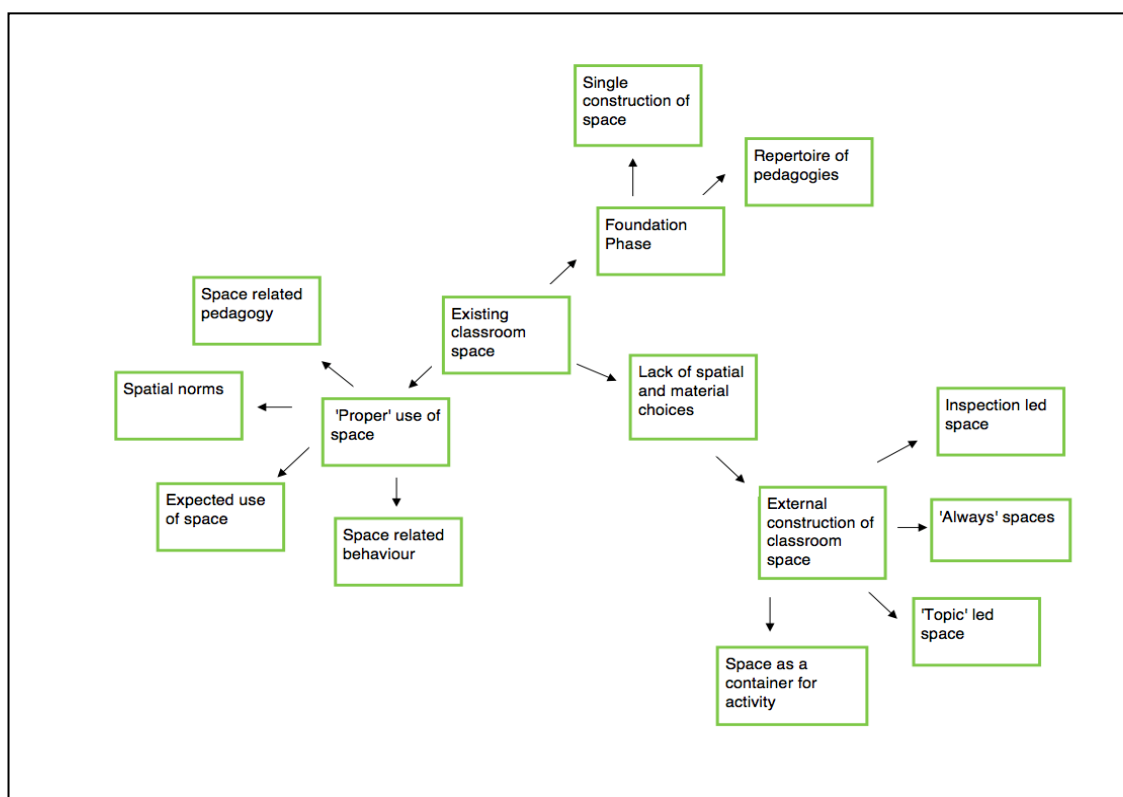 Single
construction of
space
Repertoire of
pedagogies
Foundation
Phase
Space related
pedagogy
Existing
classroom
space
Lack of spatial
and material
choices
Spatial norms
'Proper' use of
space
Inspection led
space
Expected use
of space
External
construction of
classroom
space
'Always' spaces
Space related
behaviour
'Topic' led
space
Space as a
container for
activity